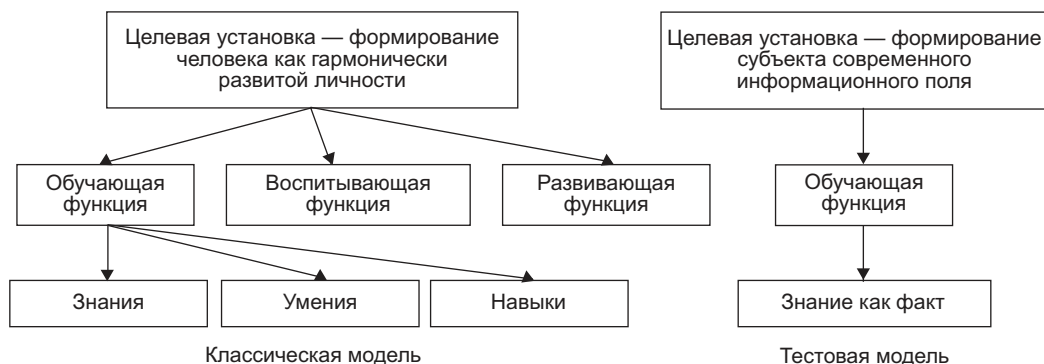 Целевая установка — формирование
человека как гармонически
развитой личности
Целевая установка — формирование
субъекта современного
информационного поля
Обучающая
функция
Воспитывающая
функция
Развивающая
функция
Обучающая
функция
Знания
Умения
Навыки
Знание как факт
Классическая модель
Тестовая модель